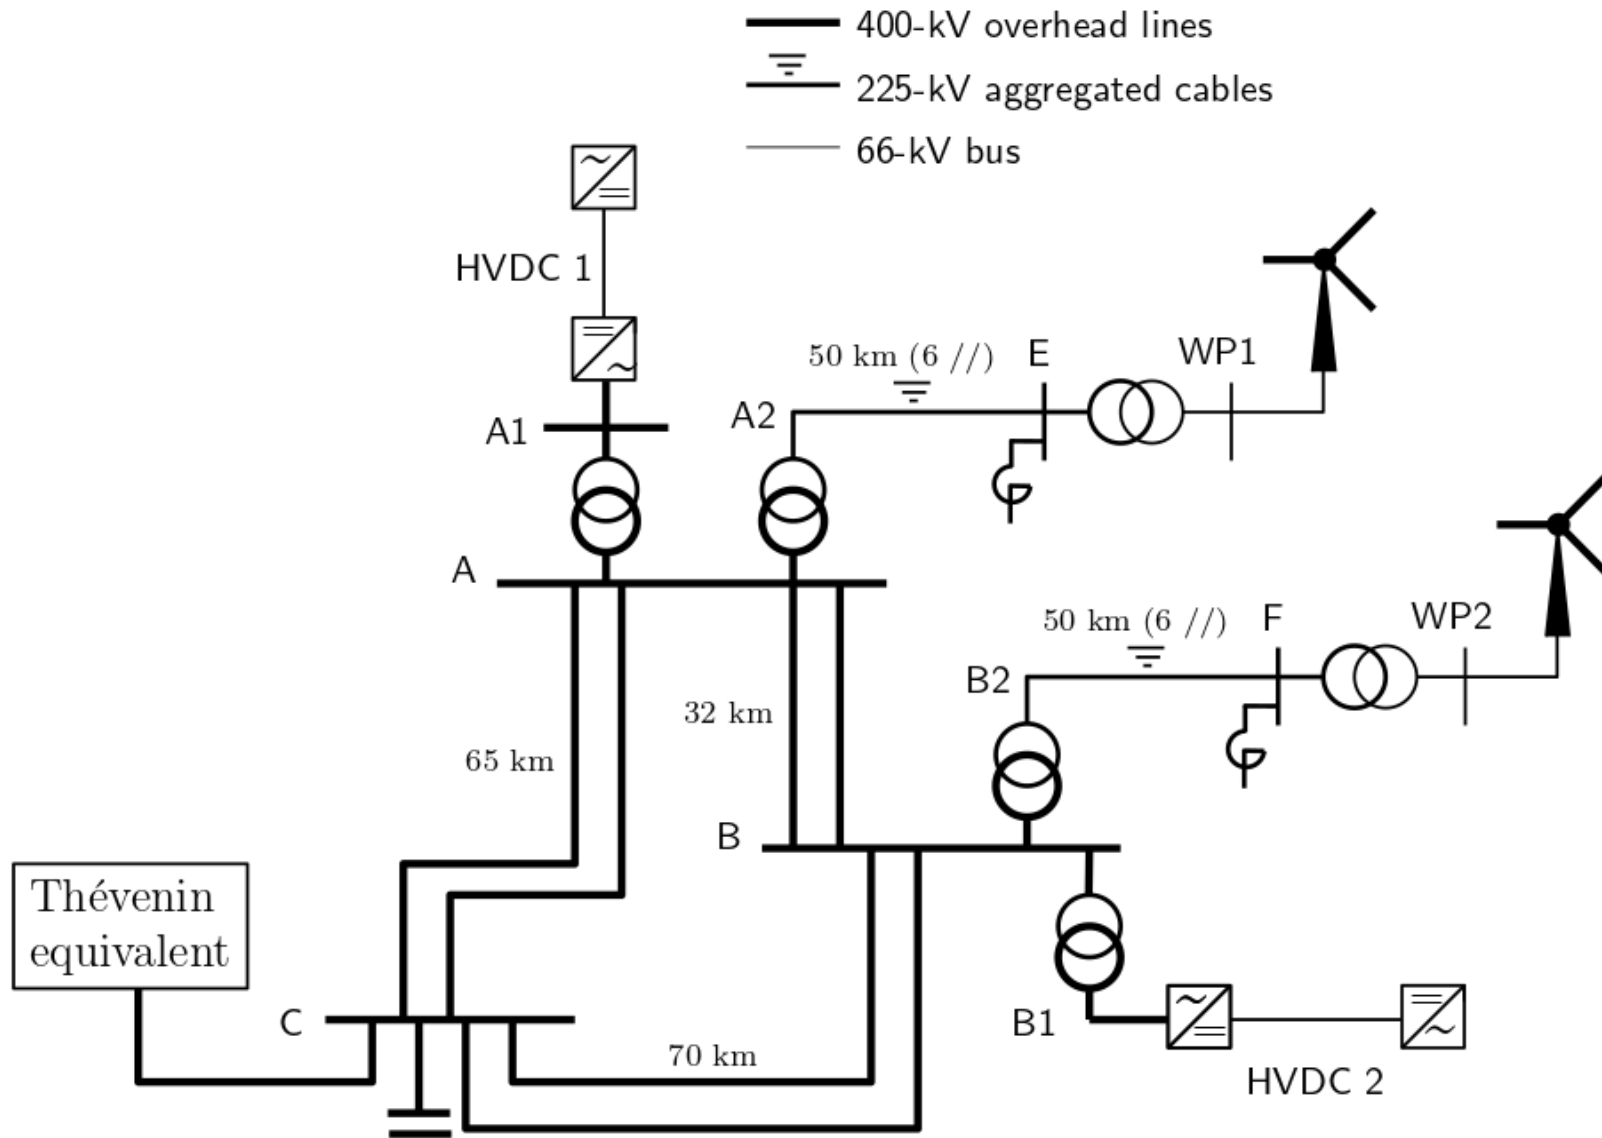 400-kV overhead lines
225-kV aggregated cables
66-kV bus
HVDC 1
50 km (6 //)
E
WP1
A1
A2
A
50 km (6 //)
F
WP2
B2
32 km
65 km
B
Thévenin
equivalent
C
B1
70 km
HVDC 2